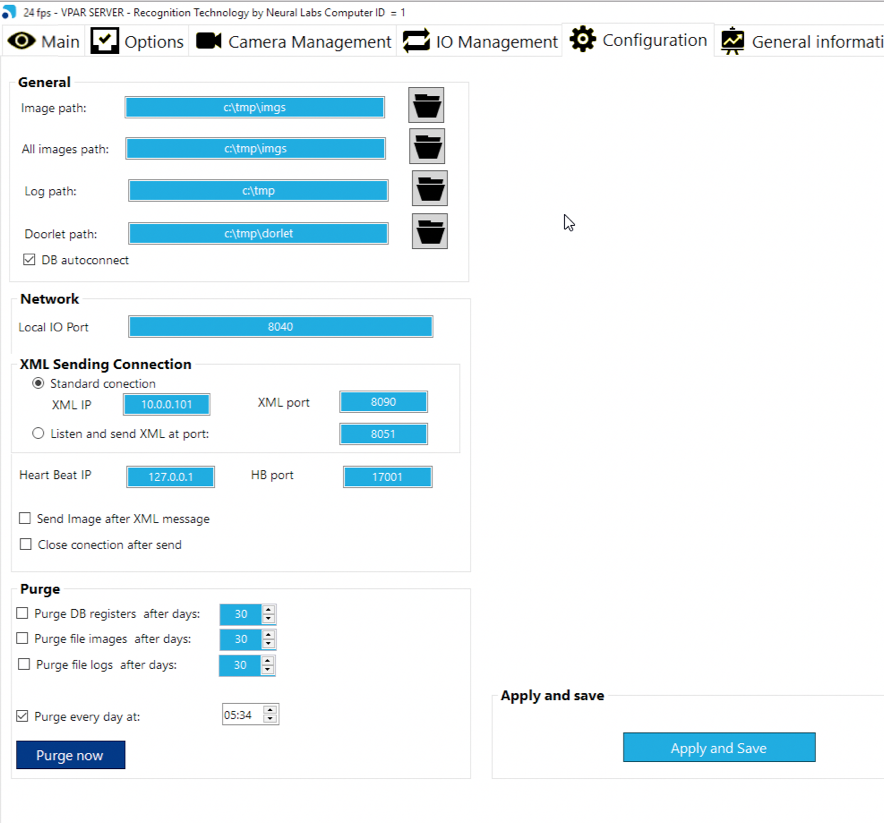 24 fps - VPAR SERVER - Recognition Technology by Neural Labs Computer ID = 1
Main Options Camera Management IO Management Configuration General informati
General
Image path: c:\tmp\imgs
All images path: c:\tmp\imgs
Log path: c:\tmp
Doorlet path: c:\tmp\dorlet
DB autoconnect
Network
Local IO Port 8040
XML Sending Connection
Standard conection
XML IP 10.0.0.101 XML port 8090
Listen and send XML at port: 8051
Heart Beat IP 127.0.0.1 HB port 17001
Send Image after XML message
Close conection after send
Purge
Purge DB registers after days: 30
Purge file images after days: 30
Purge file logs after days: 30
Purge every day at: 05:34
Purge now
Apply and save
Apply and Save